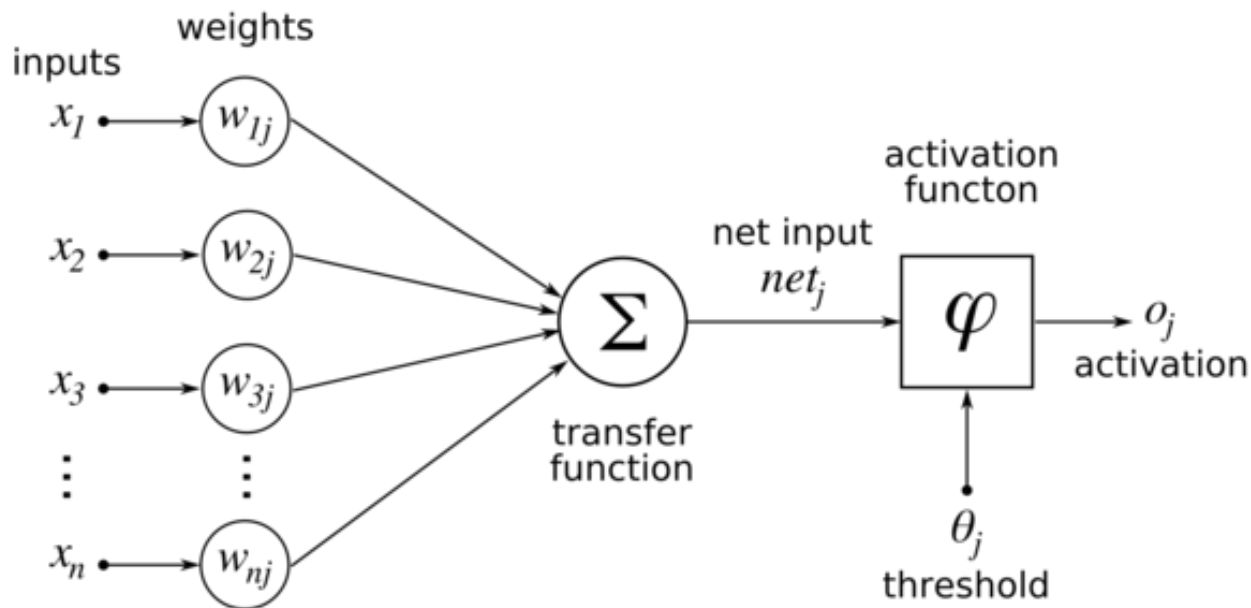 weights
inputs
x₁
w₁ⱼ
activation
functon
x₂
w₂ⱼ
net input
netⱼ
Σ
φ
oⱼ
activation
x₃
w₃ⱼ
transfer
function
⋮
⋮
xₙ
wₙⱼ
θⱼ
threshold